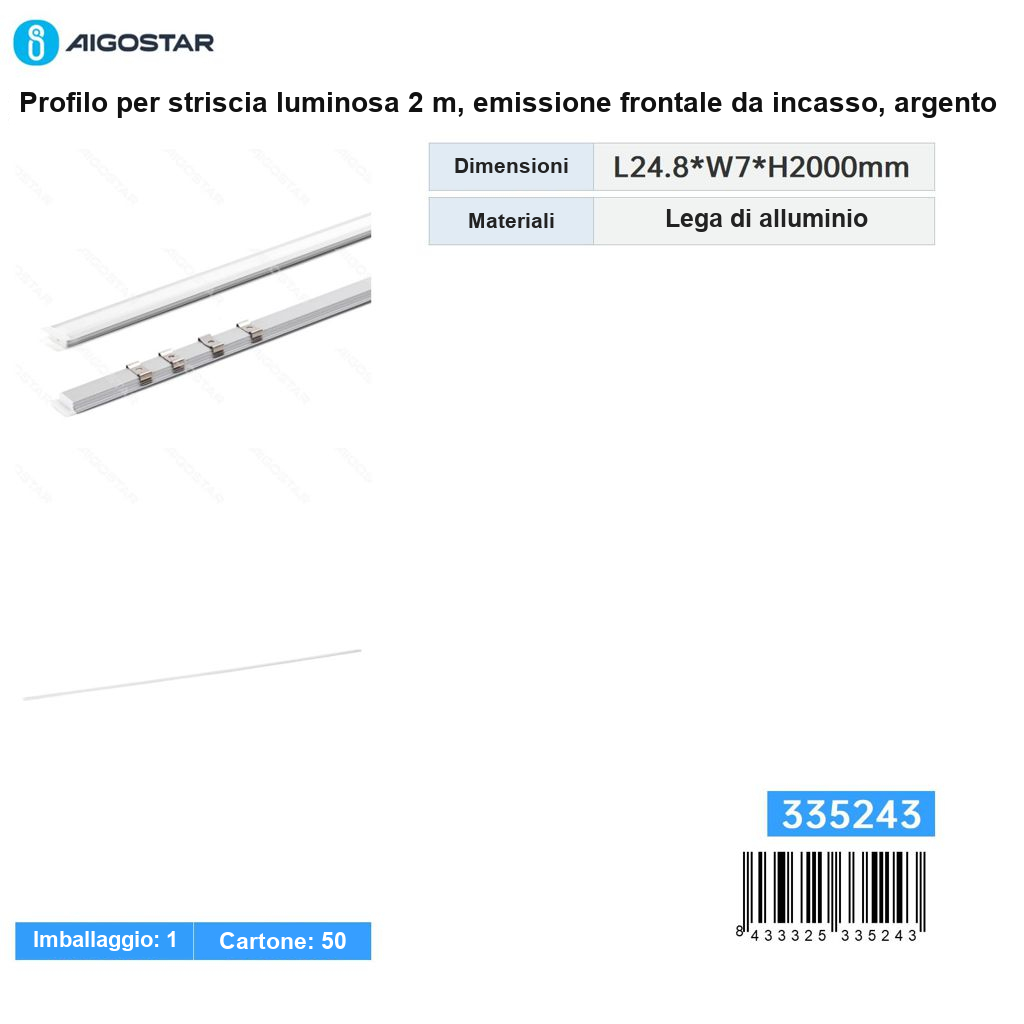 AIGOSTAR
Profilo per striscia luminosa 2 m, emissione frontale da incasso, argento
Dimensioni L24.8*W7*H2000mm
Materiali Lega di alluminio
335243
8 433325 335243
Imballaggio: 1 Cartone: 50